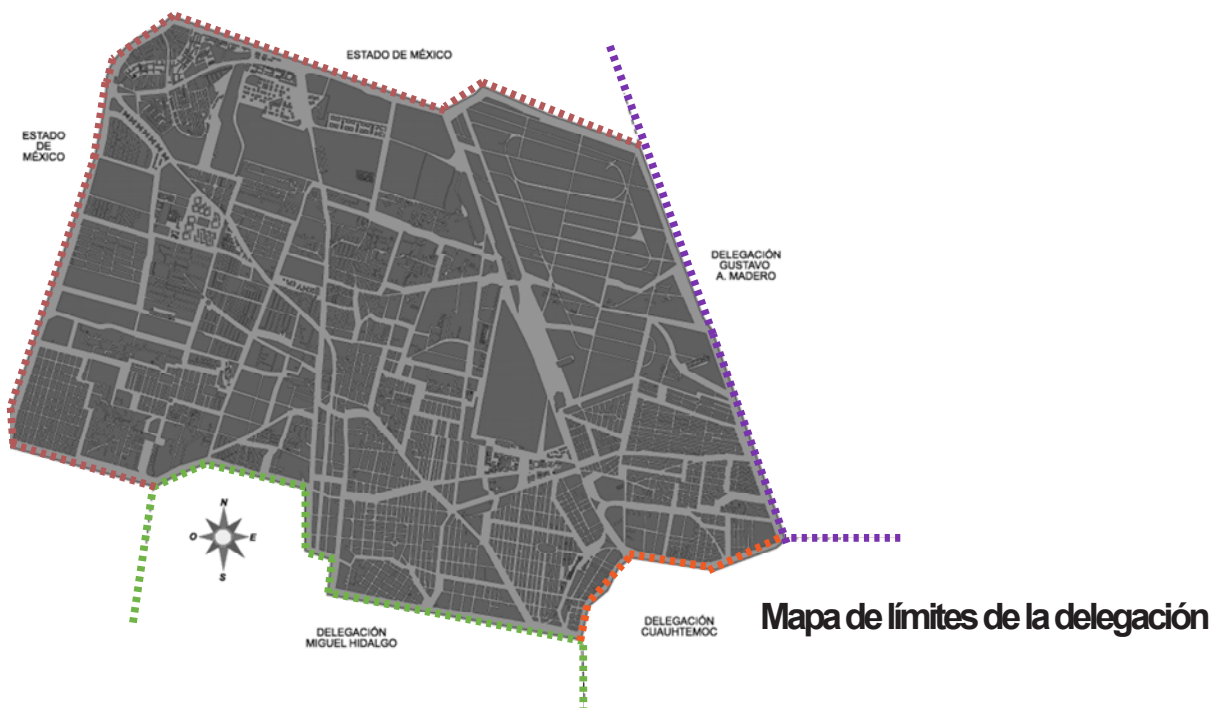 ESTADO DE MÉXICO
ESTADO
DE
MÉXICO
DELEGACIÓN
GUSTAVO
A. MADERO
N
O
E
S
DELEGACIÓN
MIGUEL HIDALGO
DELEGACIÓN
CUAUHTEMOC
Mapa de límites de la delegación